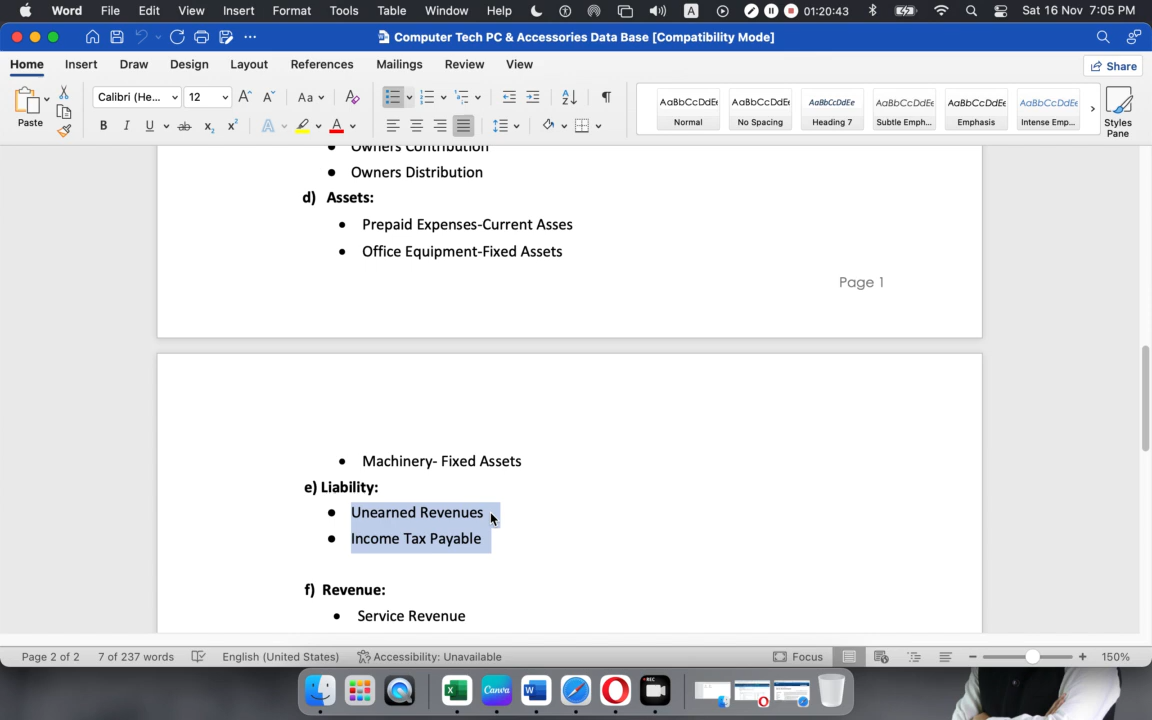 Word File Edit View Insert Format Tools Table Window Help A 01:20:43 Sat 16 Nov 7:05 PM
Computer Tech PC & Accessories Data Base [Compatibility Mode]
Home Insert Draw Design Layout References Mailings Review View Share
Paste Calibri (He... 12 Aa AaBbCcDdEe AaBbCcDdEe AaBbCcDdEe AaBbCcDdEe AaBbCcDdEe AaBbCcDdEe
Normal No Spacing Heading 7 Subtle Emph... Emphasis Intense Emp... Styles Pane
• Owners Contribution
• Owners Distribution
d) Assets:
• Prepaid Expenses-Current Asses
• Office Equipment-Fixed Assets
Page 1
• Machinery- Fixed Assets
e) Liability:
• Unearned Revenues
• Income Tax Payable
f) Revenue:
• Service Revenue
Page 2 of 2 7 of 237 words English (United States) Accessibility: Unavailable Focus 150%
Canva
REC